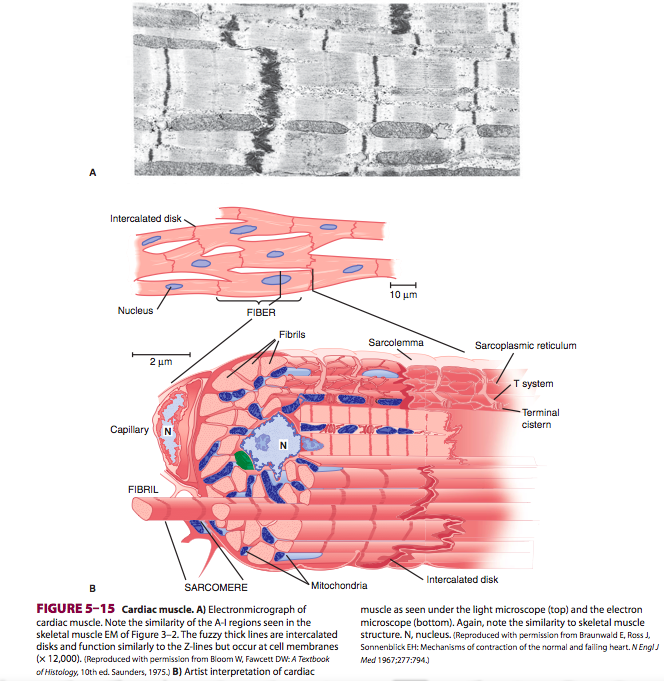 A
Intercalated disk
10 μm
Nucleus
FIBER
Fibrils
Sarcolemma
Sarcoplasmic reticulum
2 μm
T system
Terminal
cistern
Capillary
N
N
FIBRIL
Intercalated disk
Mitochondria
SARCOMERE
B
FIGURE 5–15 Cardiac muscle. A) Electronmicrograph of
cardiac muscle. Note the similarity of the A-I regions seen in the
skeletal muscle EM of Figure 3–2. The fuzzy thick lines are intercalated
disks and function similarly to the Z-lines but occur at cell membranes
(× 12,000). (Reproduced with permission from Bloom W, Fawcett DW: A Textbook
of Histology, 10th ed. Saunders, 1975.) B) Artist interpretation of cardiac
muscle as seen under the light microscope (top) and the electron
microscope (bottom). Again, note the similarity to skeletal muscle
structure. N, nucleus. (Reproduced with permission from Braunwald E, Ross J,
Sonnenblick EH: Mechanisms of contraction of the normal and failing heart. N Engl J
Med 1967;277:794.)